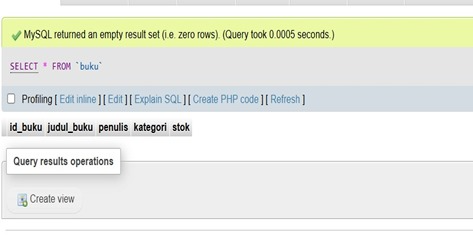 MySQL returned an empty result set (i.e. zero rows). (Query took 0.0005 seconds.)
SELECT * FROM `buku`
Profiling [ Edit inline ] [ Edit ] [ Explain SQL ] [ Create PHP code ] [ Refresh ]
id_buku judul_buku penulis kategori stok
Query results operations
Create view